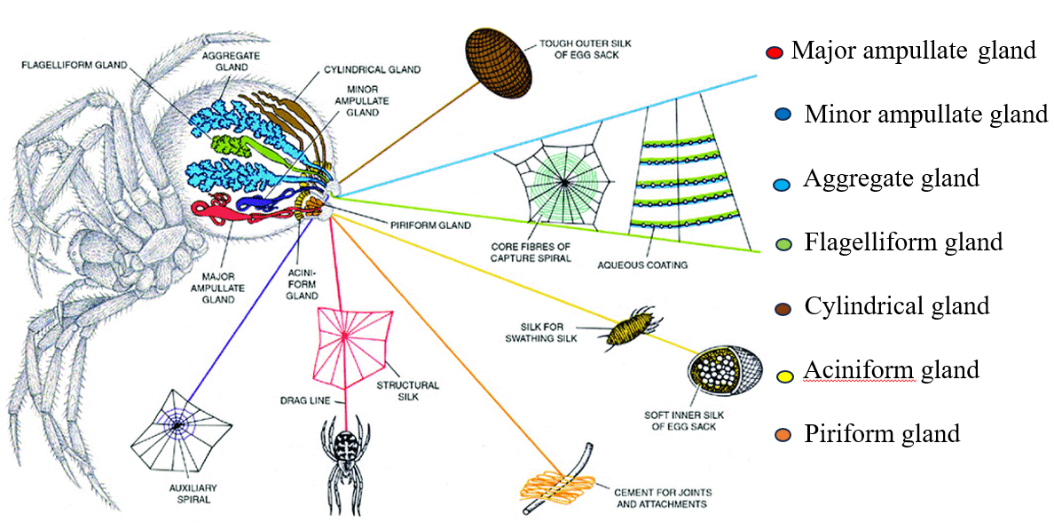 FLAGELLIFORM GLAND
AGGREGATE
GLAND
CYLINDRICAL GLAND
MINOR
AMPULLATE
GLAND
TOUGH OUTER SILK
OF EGG SACK
PIRIFORM GLAND
MAJOR
AMPULLATE
GLAND
ACINI-
FORM
GLAND
CORE FIBRES OF
CAPTURE SPIRAL
AQUEOUS COATING
SILK FOR
SWATHING SILK
SOFT INNER SILK
OF EGG SACK
STRUCTURAL
SILK
DRAG LINE
AUXILIARY
SPIRAL
CEMENT FOR JOINTS
AND ATTACHMENTS
Major ampullate gland
Minor ampullate gland
Aggregate gland
Flagelliform gland
Cylindrical gland
Aciniform gland
Piriform gland